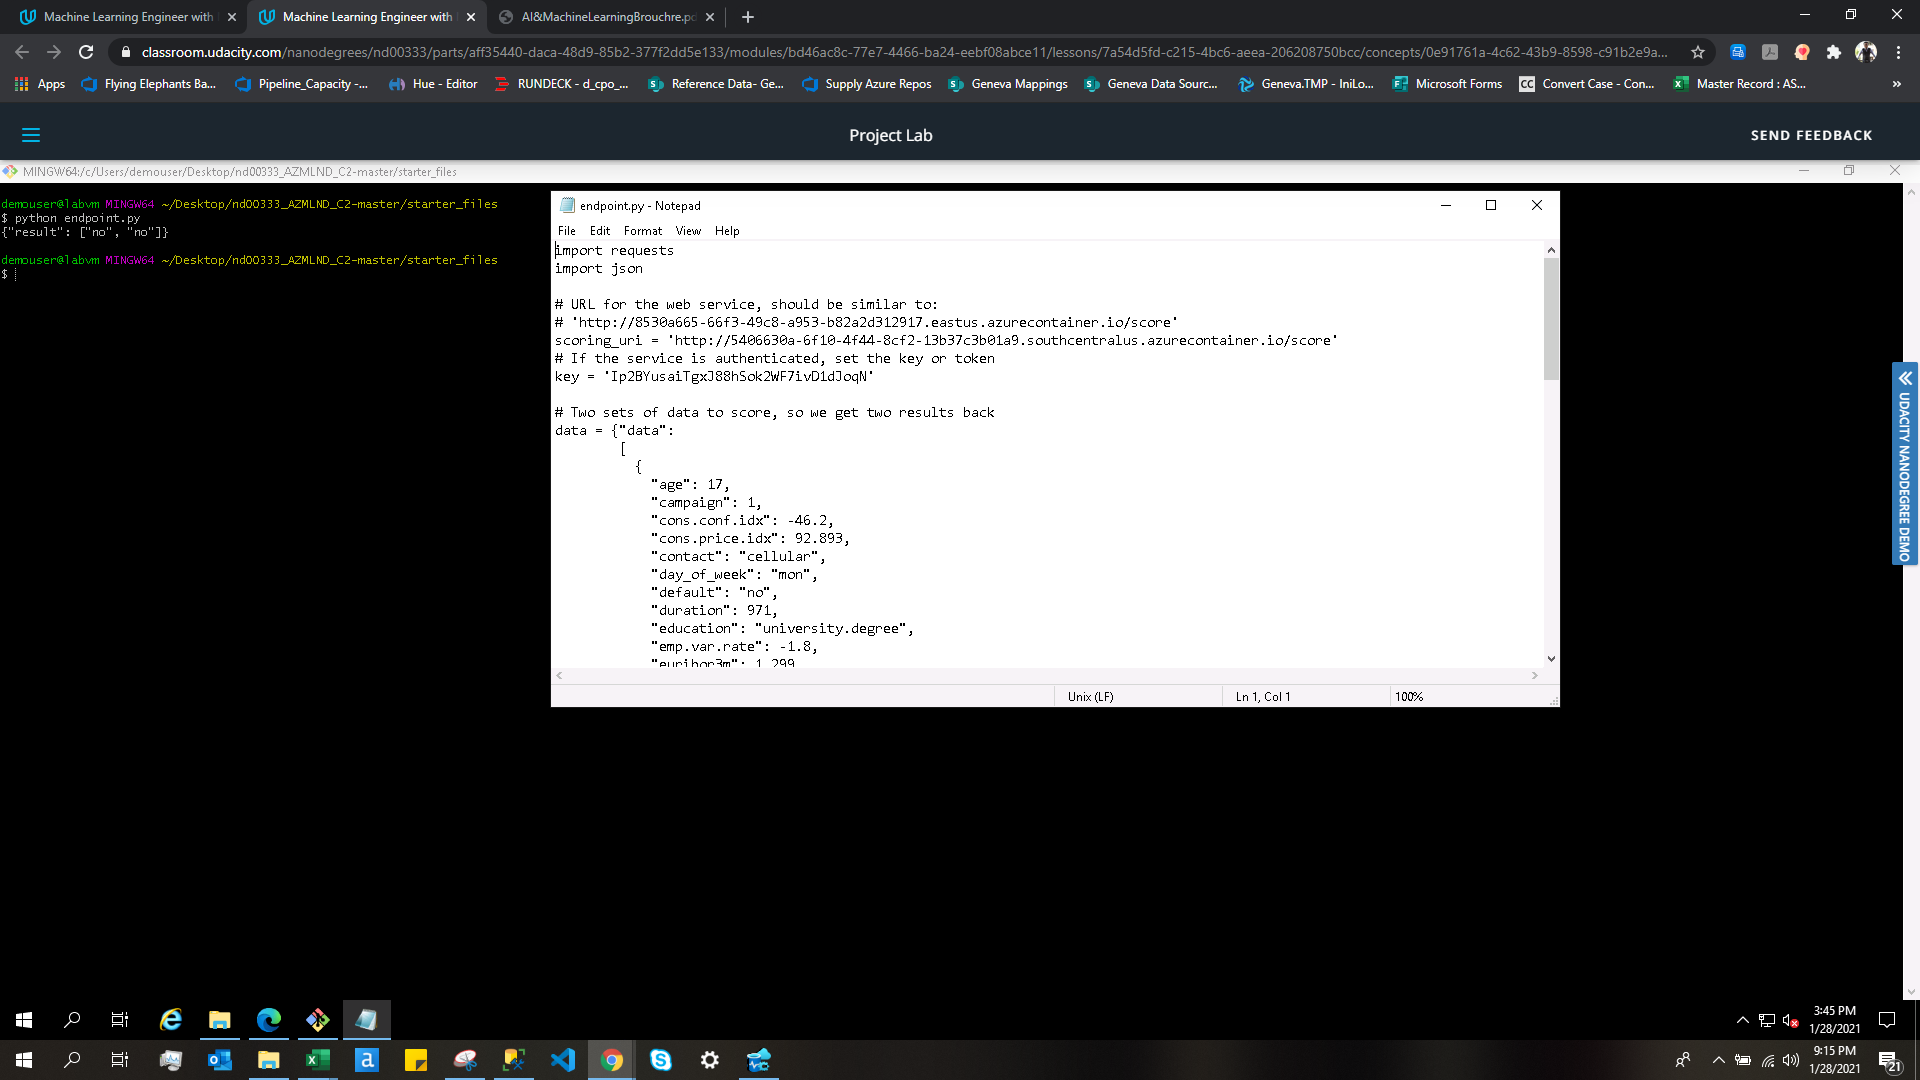 Machine Learning Engineer with
Machine Learning Engineer with
AI&MachineLearningBrouchre.pd
classroom.udacity.com/nanodegrees/nd00333/parts/aff35440-daca-48d9-85b2-377f2dd5e133/modules/bd46ac8c-77e7-4466-ba24-eebf08abce11/lessons/7a54d5fd-c215-4bc6-aeea-206208750bcc/concepts/0e91761a-4c62-43b9-8598-c91b2e9a...
Apps
Flying Elephants Ba...
Pipeline_Capacity -...
Hue - Editor
RUNDECK - d_cpo_...
Reference Data- Ge...
Supply Azure Repos
Geneva Mappings
Geneva Data Sourc...
Geneva.TMP - IniLo...
Microsoft Forms
CC Convert Case - Con...
Master Record : AS...
»
Project Lab
SEND FEEDBACK
MINGW64:/c/Users/demouser/Desktop/nd00333_AZMLND_C2-master/starter_files
demouser@labvm MINGW64 ~/Desktop/nd00333_AZMLND_C2-master/starter_files
$ python endpoint.py
{"result": ["no", "no"]}
demouser@labvm MINGW64 ~/Desktop/nd00333_AZMLND_C2-master/starter_files
$
endpoint.py - Notepad
File Edit Format View Help
import requests
import json
# URL for the web service, should be similar to:
# 'http://8530a665-66f3-49c8-a953-b82a2d312917.eastus.azurecontainer.io/score'
scoring_uri = 'http://5406630a-6f10-4f44-8cf2-13b37c3b01a9.southcentralus.azurecontainer.io/score'
# If the service is authenticated, set the key or token
key = 'Ip2BYusaiTgxJ88hSok2WF7ivD1dJoqN'
# Two sets of data to score, so we get two results back
data = {"data":
[
{
"age": 17,
"campaign": 1,
"cons.conf.idx": -46.2,
"cons.price.idx": 92.893,
"contact": "cellular",
"day_of_week": "mon",
"default": "no",
"duration": 971,
"education": "university.degree",
"emp.var.rate": -1.8,
"euribor3m": 1.299
Unix (LF)
Ln 1, Col 1
100%
UDACITY NANODEGREE DEMO
3:45 PM
1/28/2021
9:15 PM
1/28/2021
21